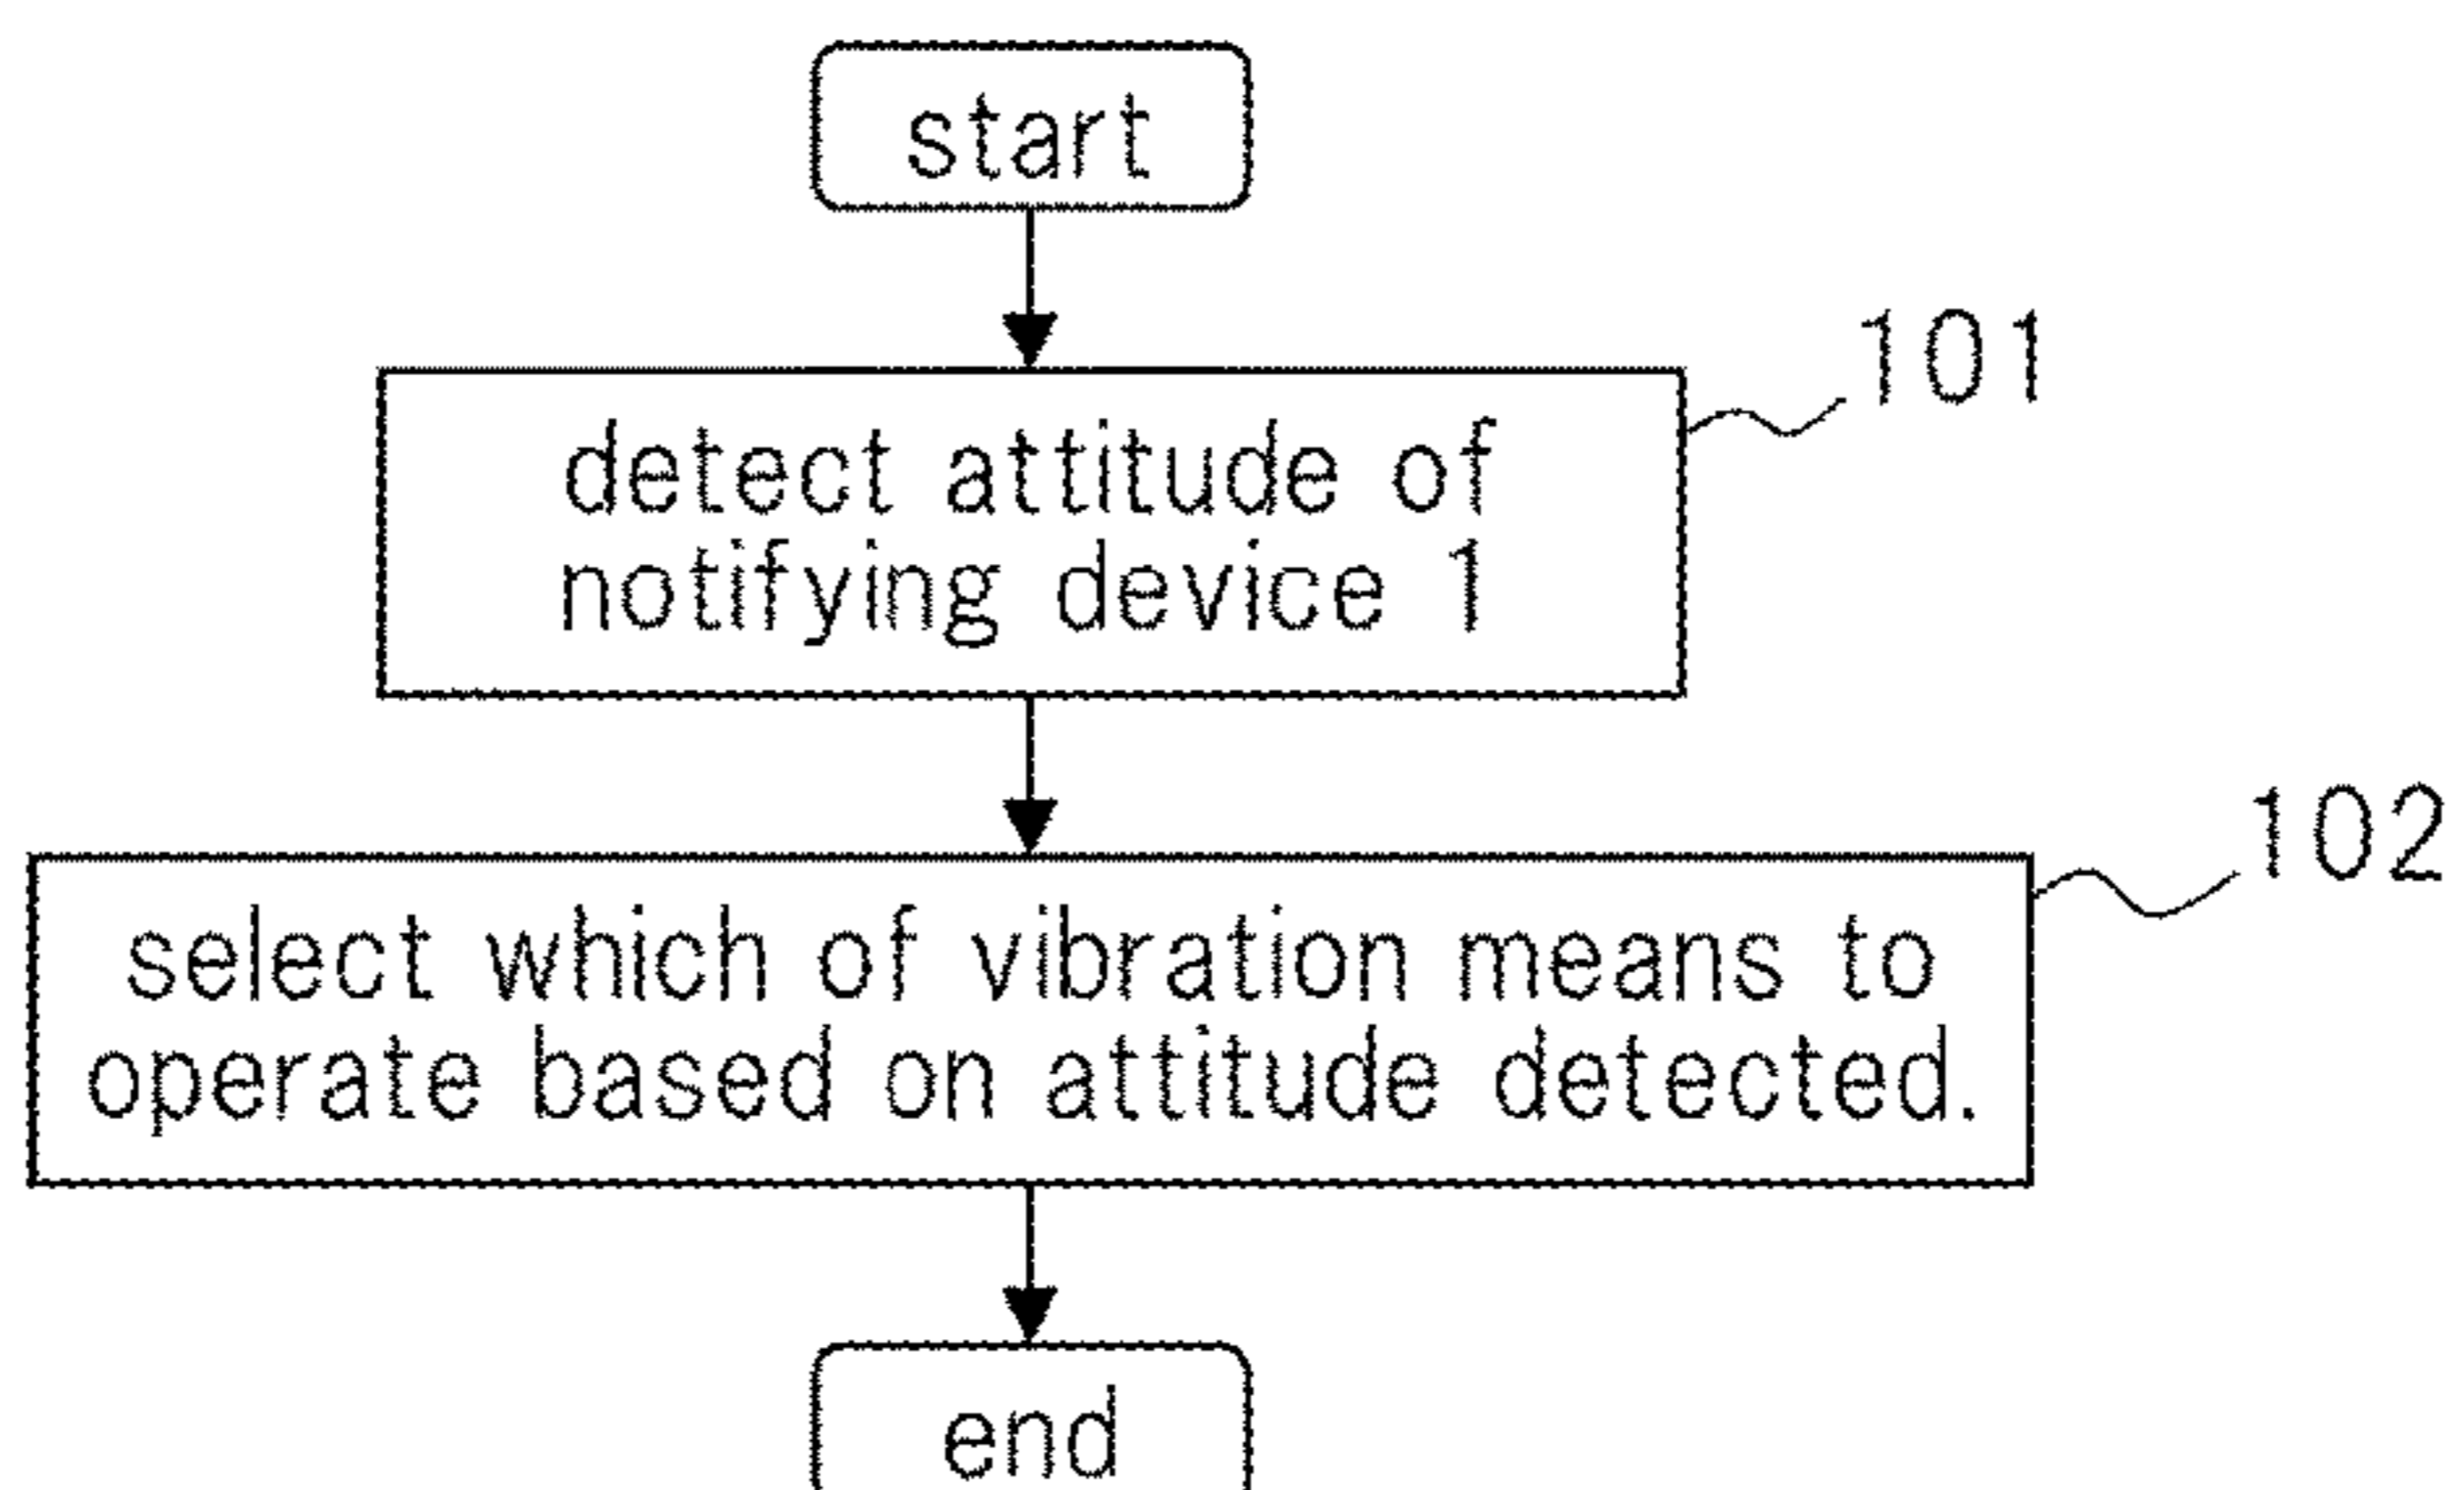 start
101
detect attitude of
notifying device 1
102
select which of vibration means to
operate based on attitude detected.
end